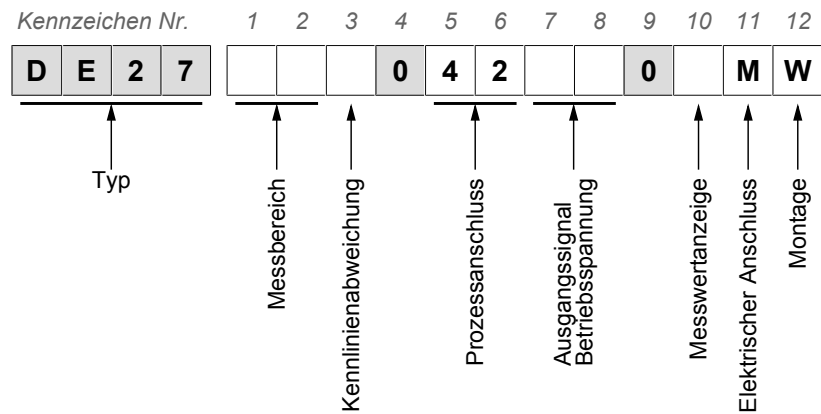 Kennzeichen Nr. 1 2 3 4 5 6 7 8 9 10 11 12
D E 2 7 0 4 2 0 M W
Typ
Messbereich
Kennlinienabweichung
Prozessanschluss
Ausgangssignal
Betriebsspannung
Messwertanzeige
Elektrischer Anschluss
Montage